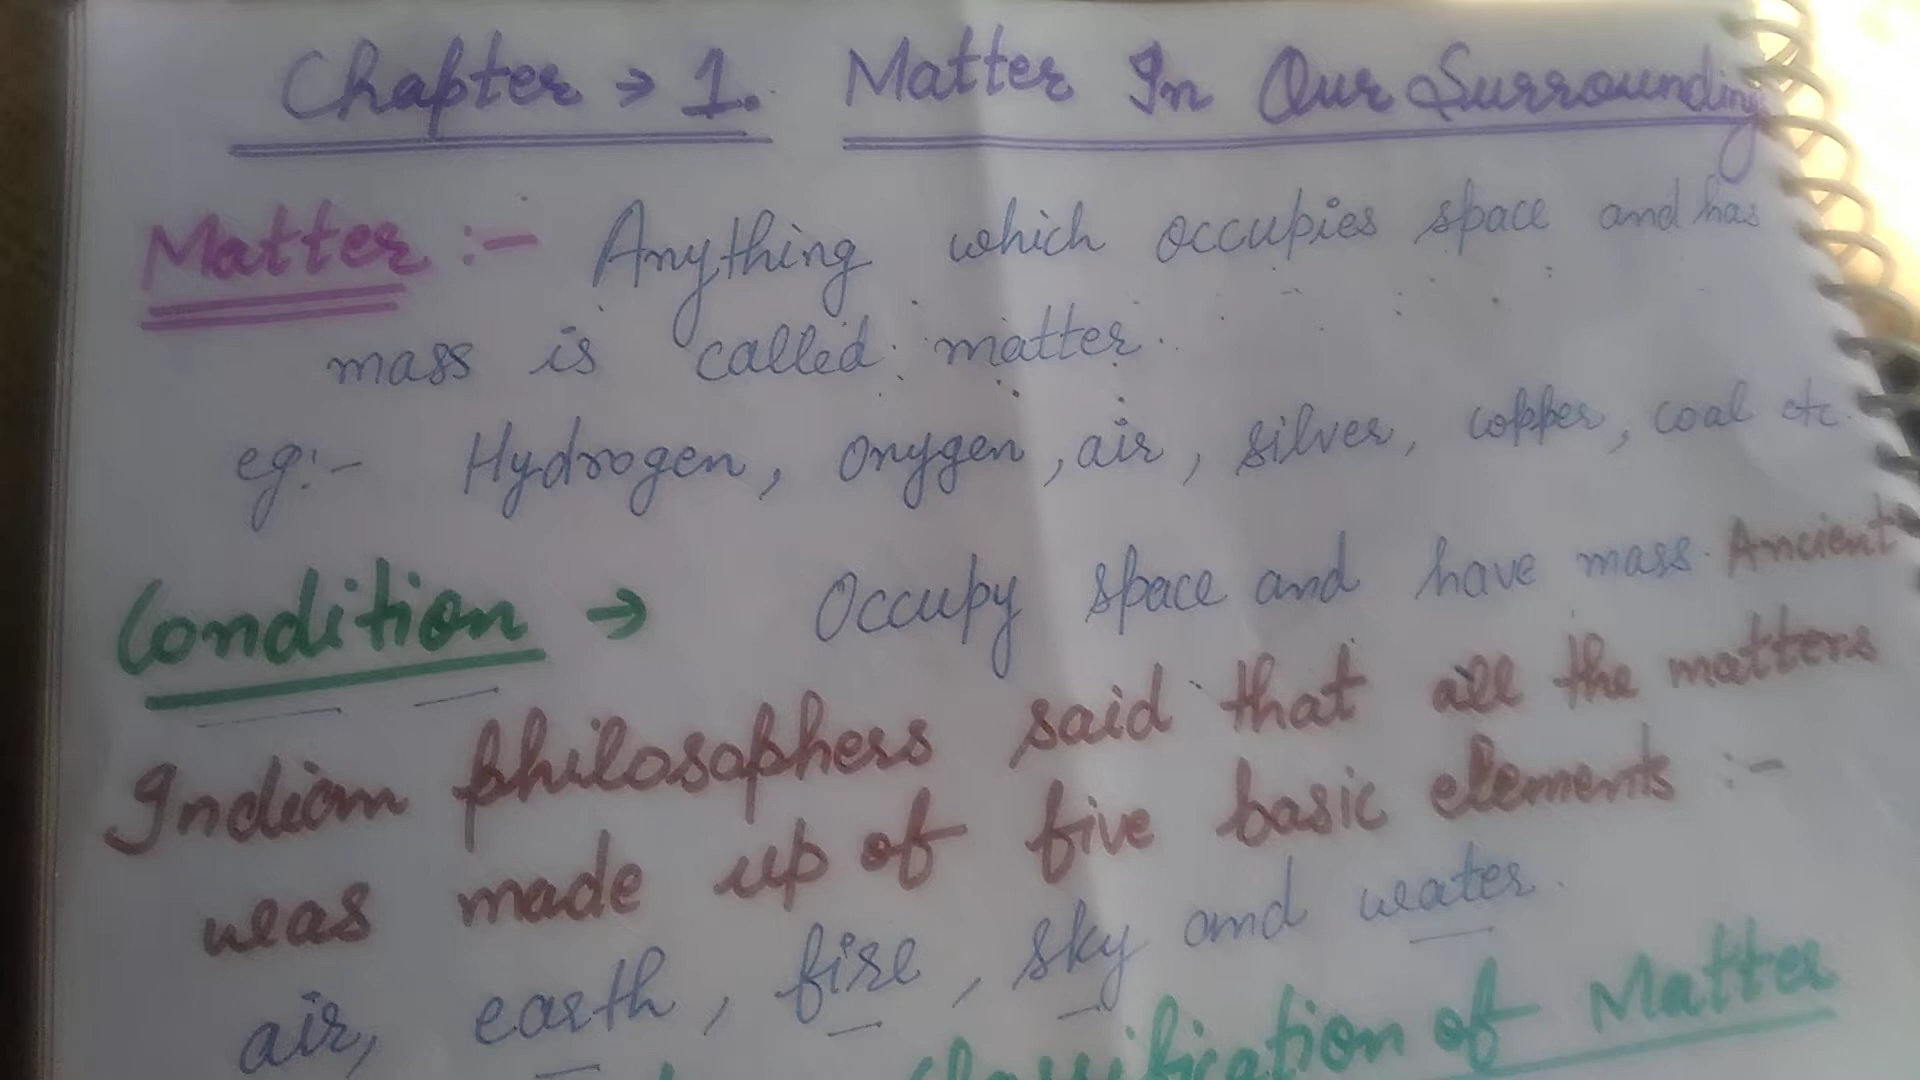 Chapter → 1. Matter In Our Surrounding
Matter :- Anything which occupies space and has
mass is called matter.
eg:- Hydrogen, oxygen, air, silver, copper, coal etc.
Condition → Occupy space and have mass. Ancient
Indian philosophers said that all the matters
was made up of five basic elements :-
air, earth, fire, sky and water.
Classification of Matter